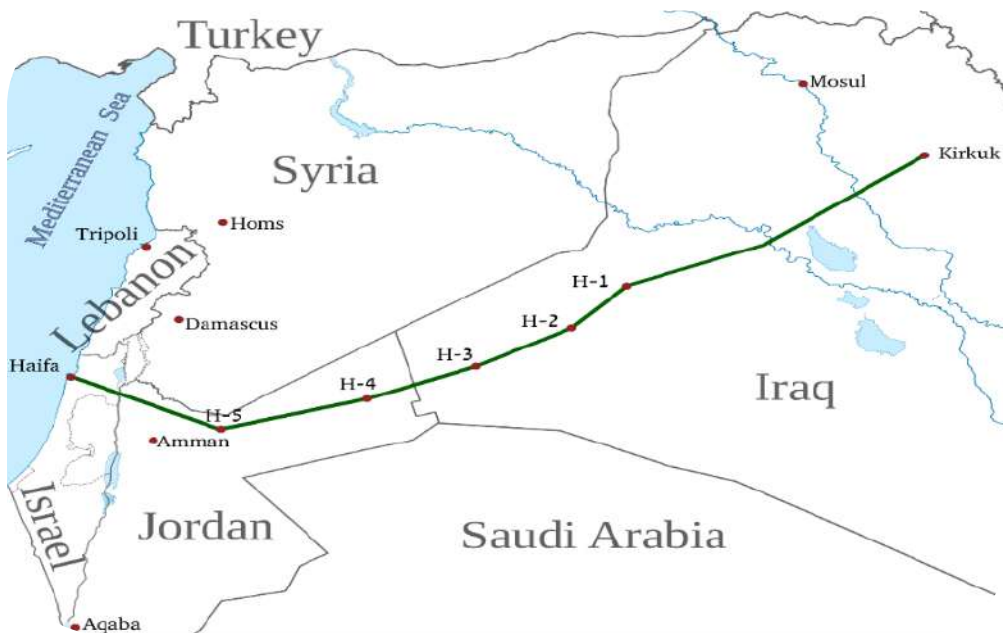 Turkey
Mosul
Mediterranean Sea
Kirkuk
Syria
Homs
Tripoli
Lebanon
H-1
Damascus
H-2
H-3
Haifa
H-4
Iraq
H-5
Amman
Israel
Jordan
Saudi Arabia
Aqaba